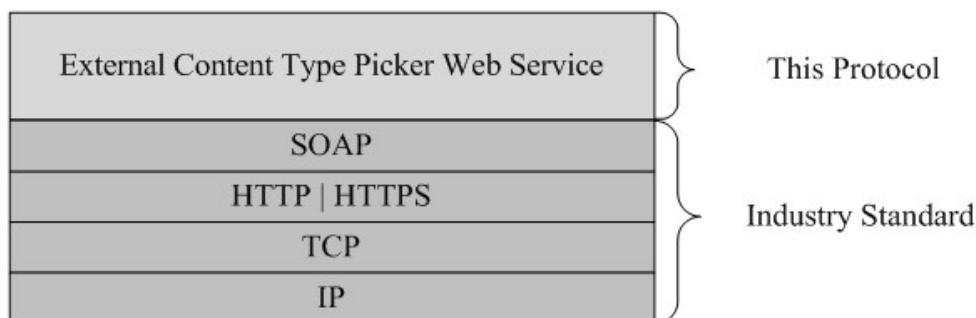 External Content Type Picker Web Service
This Protocol
SOAP
HTTP | HTTPS
TCP
IP
Industry Standard